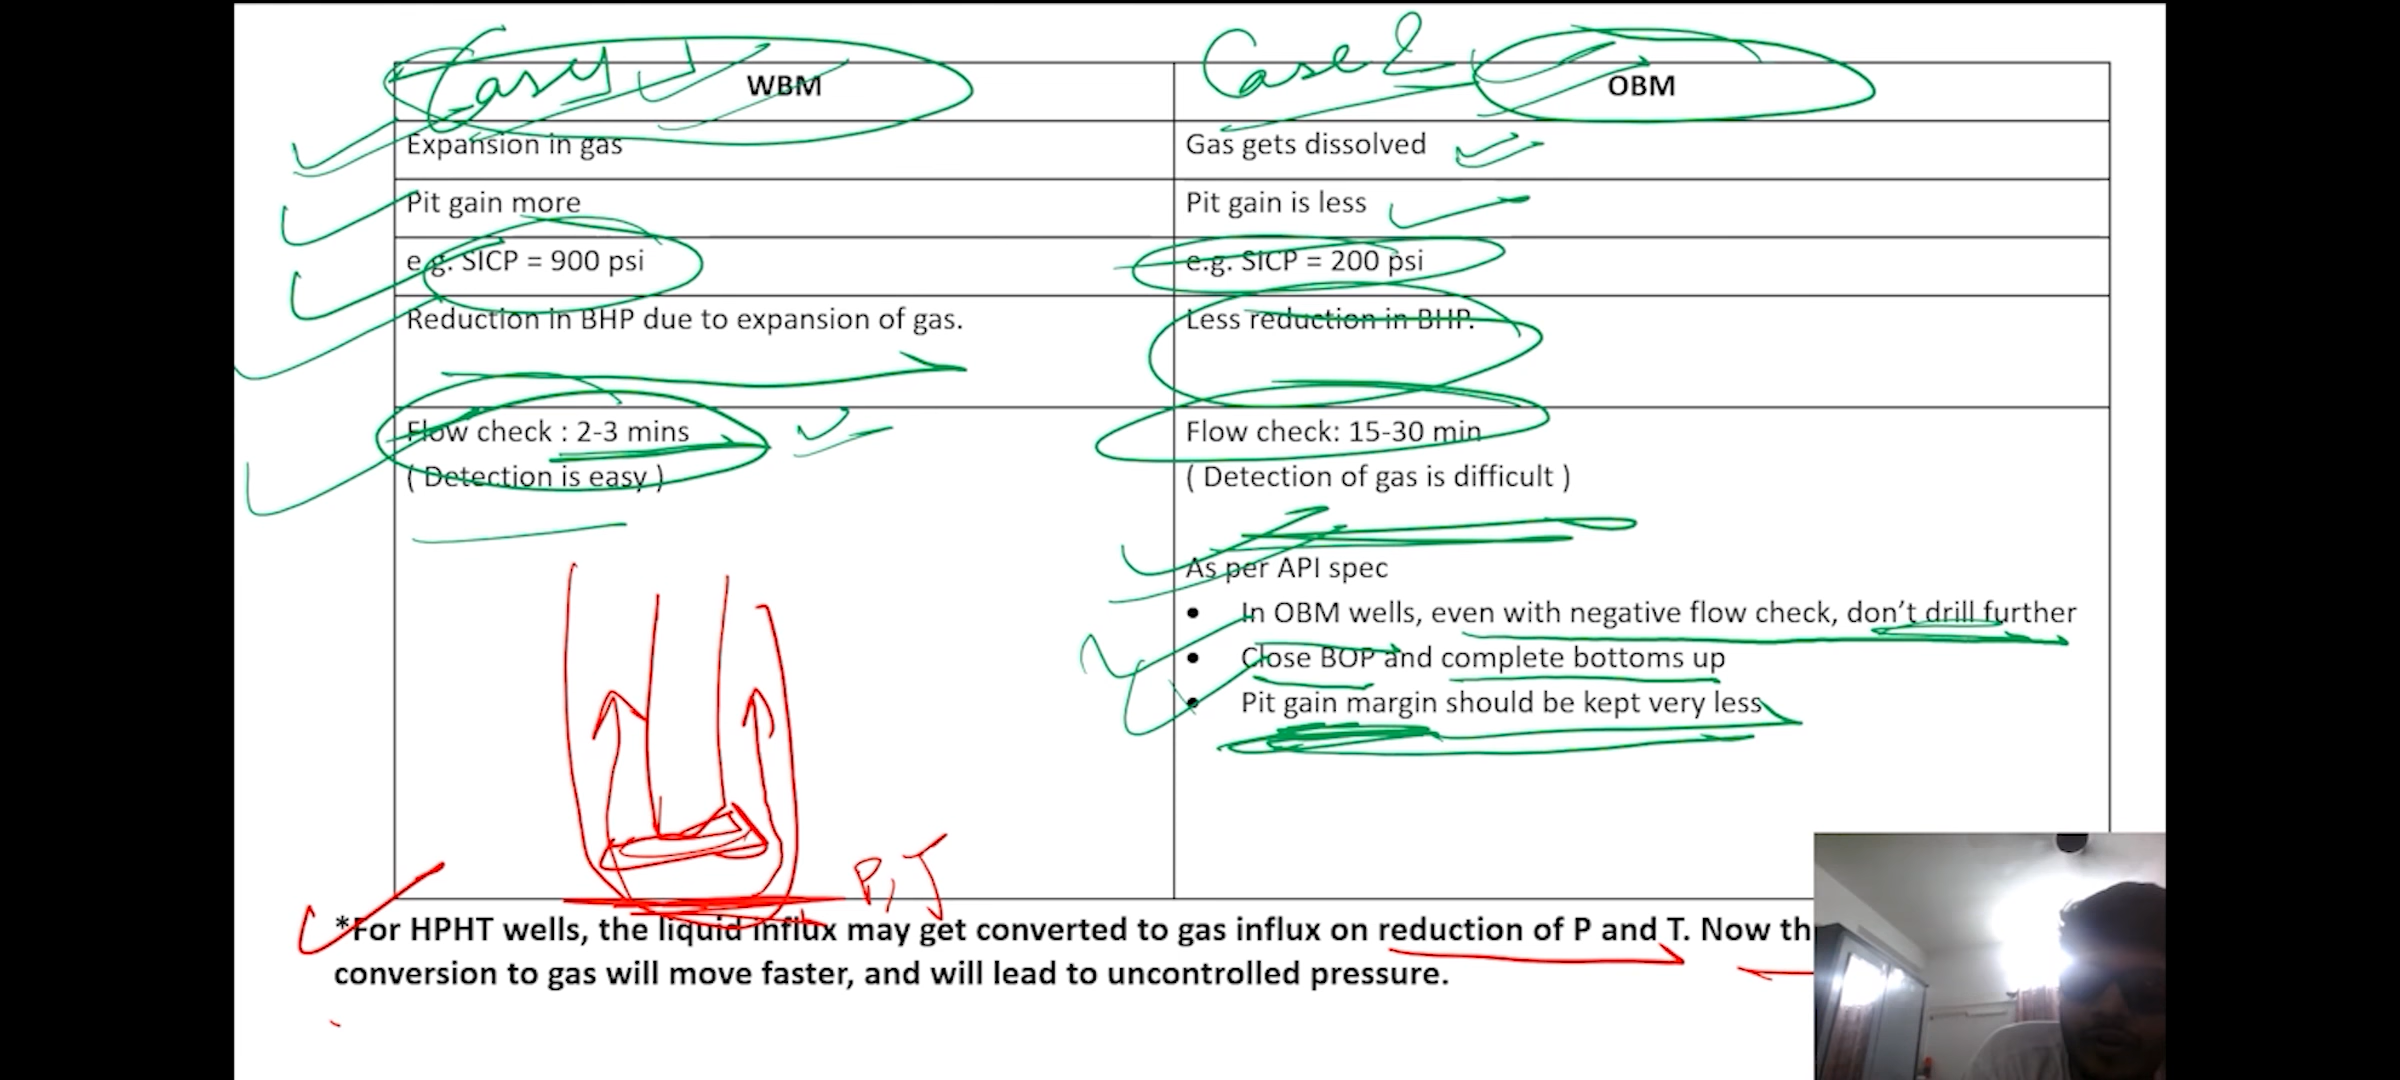 Case 1
Case 2
WBM
OBM
Expansion in gas
Gas gets dissolved
Pit gain more
Pit gain is less
e.g. SICP = 900 psi
e.g. SICP = 200 psi
Reduction in BHP due to expansion of gas.
Less reduction in BHP.
Flow check : 2-3 mins
( Detection is easy )
Flow check: 15-30 min
( Detection of gas is difficult )
As per API spec
• In OBM wells, even with negative flow check, don’t drill further
• Close BOP and complete bottoms up
• Pit gain margin should be kept very less
P, T
*For HPHT wells, the liquid influx may get converted to gas influx on reduction of P and T. Now
conversion to gas will move faster, and will lead to uncontrolled pressure.